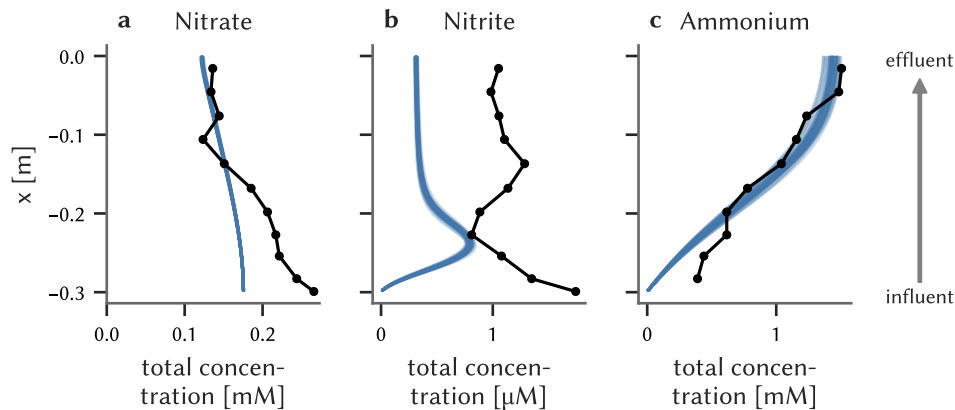 a Nitrate
b Nitrite
c Ammonium
x [m]
0.0
−0.1
−0.2
−0.3
0.0 0.1 0.2
0 1
0 1
total concen-
tration [mM]
total concen-
tration [μM]
total concen-
tration [mM]
effluent
influent